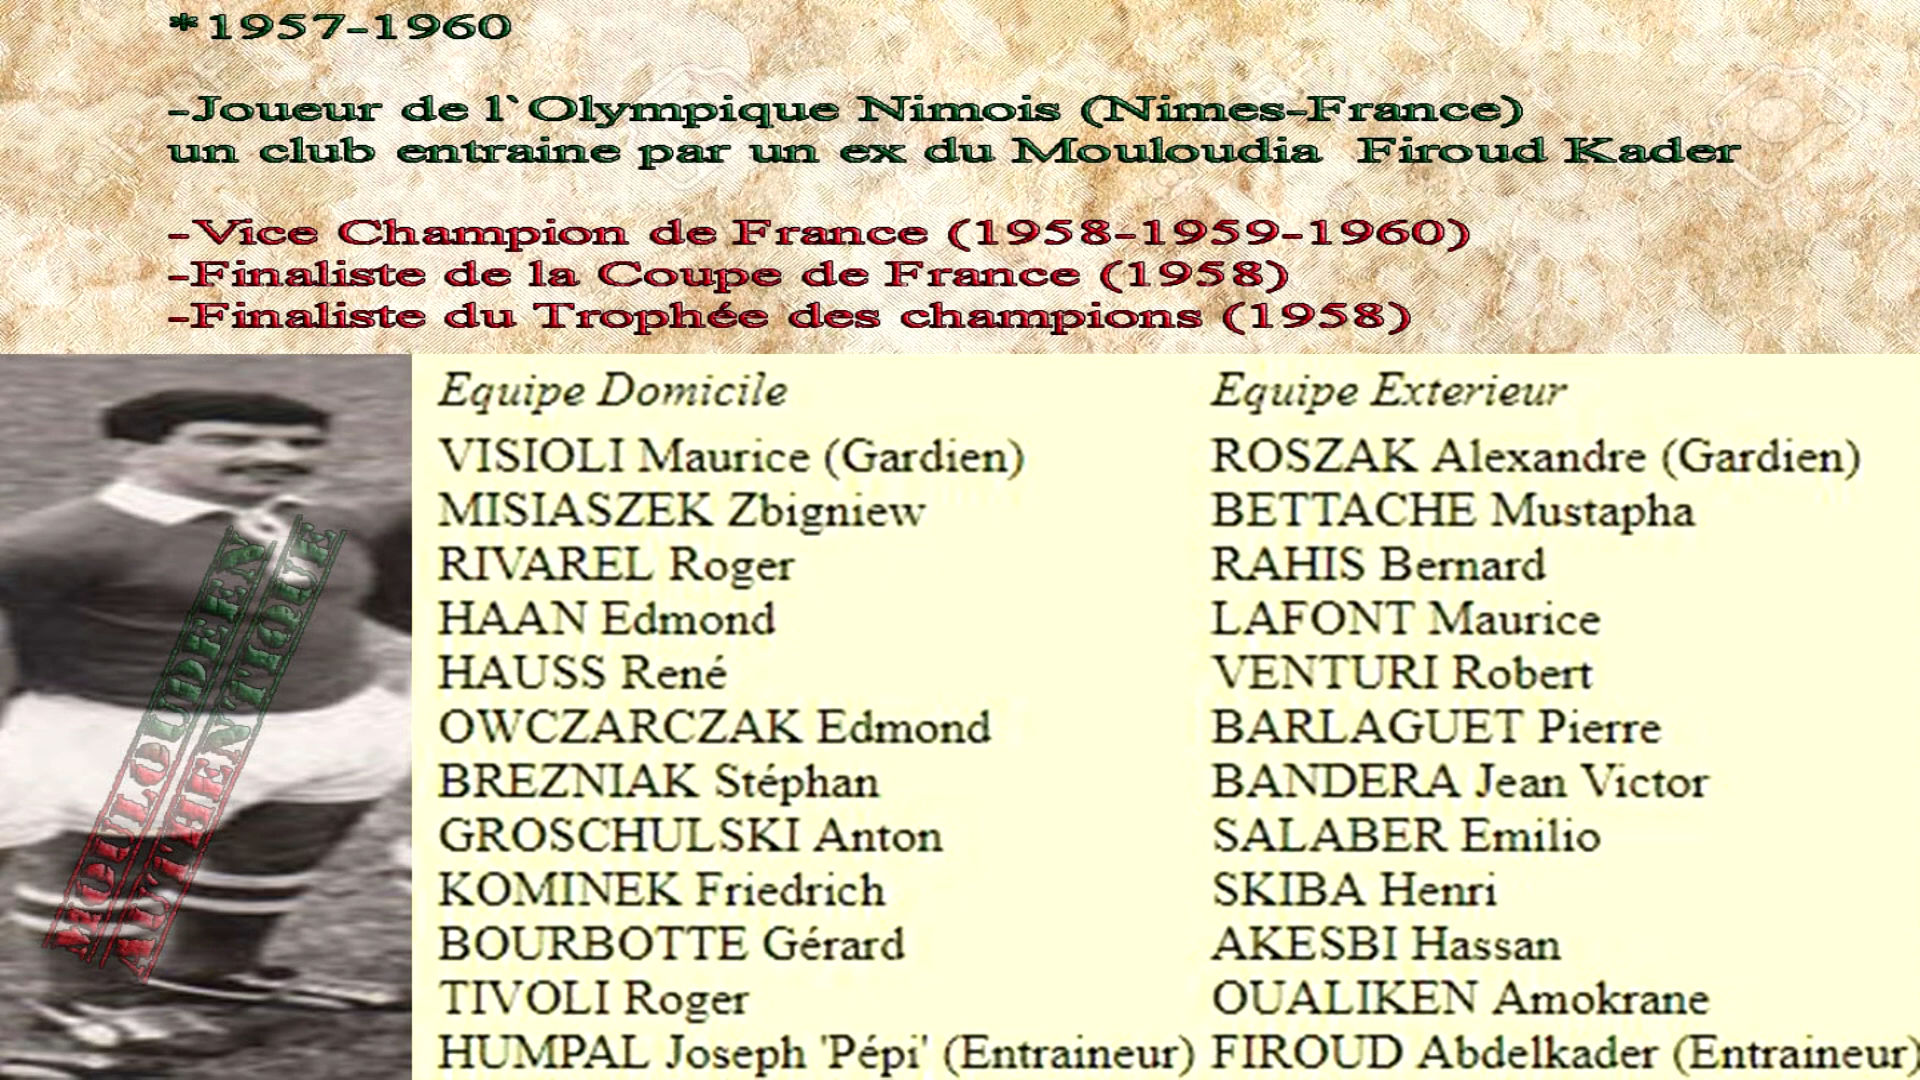 *1957-1960
-Joueur de l`Olympique Nimois (Nimes-France)
un club entraine par un ex du Mouloudia Firoud Kader
-Vice Champion de France (1958-1959-1960)
-Finaliste de la Coupe de France (1958)
-Finaliste du Trophée des champions (1958)
MOULOUDEEN
AUTHENTIQUE
Equipe Domicile
VISIOLI Maurice (Gardien)
MISIASZEK Zbigniew
RIVAREL Roger
HAAN Edmond
HAUSS René
OWCZARCZAK Edmond
BREZNIAK Stéphan
GROSCHULSKI Anton
KOMINEK Friedrich
BOURBOTTE Gérard
TIVOLI Roger
HUMPAL Joseph 'Pépi' (Entraineur)
Equipe Exterieur
ROSZAK Alexandre (Gardien)
BETTACHE Mustapha
RAHIS Bernard
LAFONT Maurice
VENTURI Robert
BARLAGUET Pierre
BANDERA Jean Victor
SALABER Emilio
SKIBA Henri
AKESBI Hassan
OUALIKEN Amokrane
FIROUD Abdelkader (Entraineur)